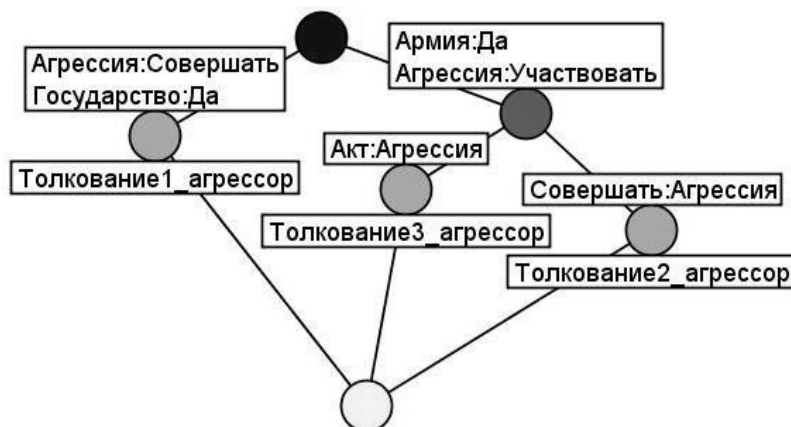 Агрессия:Совершать
Государство:Да
Армия:Да
Агрессия:Участвовать
Акт:Агрессия
Совершать:Агрессия
Толкование1_агрессор
Толкование3_агрессор
Толкование2_агрессор